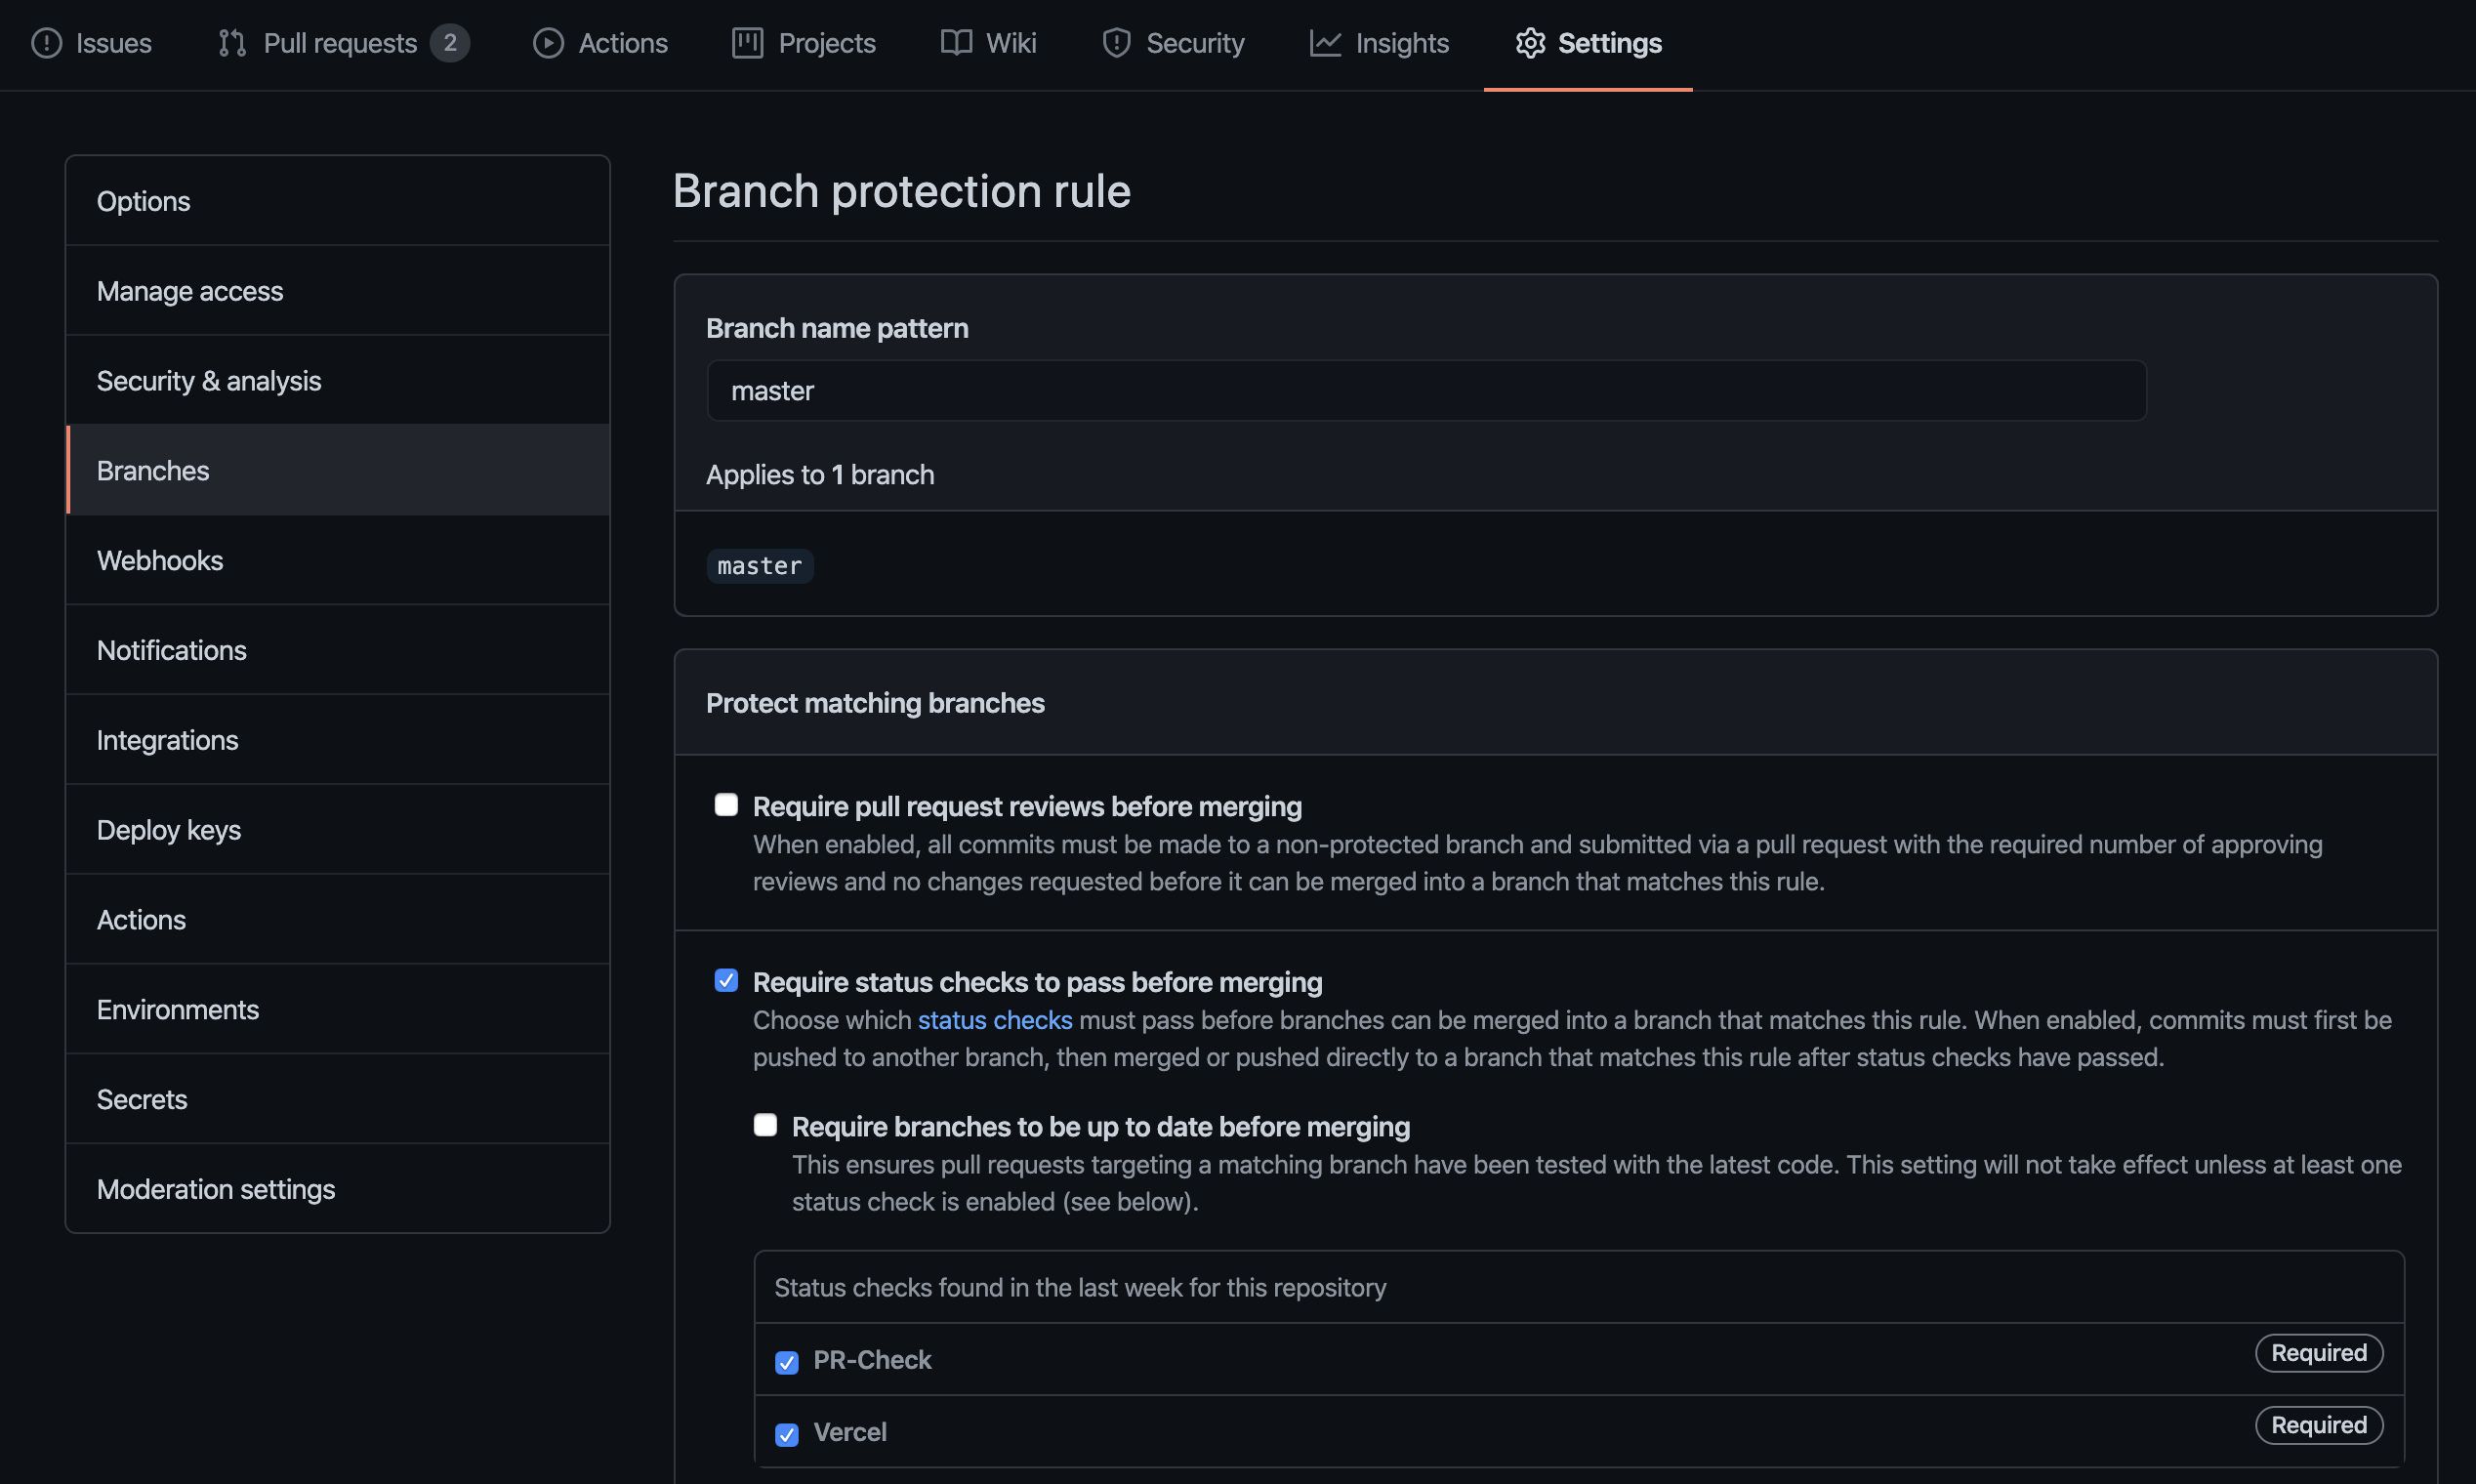 Issues
Pull requests 2
Actions
Projects
Wiki
Security
Insights
Settings
Options
Manage access
Security & analysis
Branches
Webhooks
Notifications
Integrations
Deploy keys
Actions
Environments
Secrets
Moderation settings
Branch protection rule
Branch name pattern
master
Applies to 1 branch
master
Protect matching branches
Require pull request reviews before merging
When enabled, all commits must be made to a non-protected branch and submitted via a pull request with the required number of approving
reviews and no changes requested before it can be merged into a branch that matches this rule.
Require status checks to pass before merging
Choose which status checks must pass before branches can be merged into a branch that matches this rule. When enabled, commits must first be
pushed to another branch, then merged or pushed directly to a branch that matches this rule after status checks have passed.
Require branches to be up to date before merging
This ensures pull requests targeting a matching branch have been tested with the latest code. This setting will not take effect unless at least one
status check is enabled (see below).
Status checks found in the last week for this repository
PR-Check Required
Vercel Required